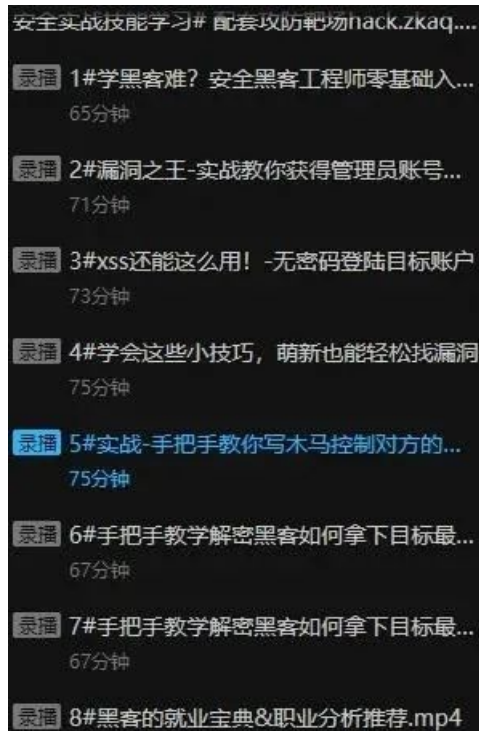 安全实战技能学习# 配套攻防靶场hack.zkaq....
录播 1#学黑客难？安全黑客工程师零基础入...
65分钟
录播 2#漏洞之王-实战教你获得管理员账号...
71分钟
录播 3#xss还能这么用！-无密码登陆目标账户
73分钟
录播 4#学会这些小技巧，萌新也能轻松找漏洞
75分钟
录播 5#实战-手把手教你写木马控制对方的...
75分钟
录播 6#手把手教学解密黑客如何拿下目标最...
67分钟
录播 7#手把手教学解密黑客如何拿下目标最...
67分钟
录播 8#黑客的就业宝典&职业分析推荐.mp4